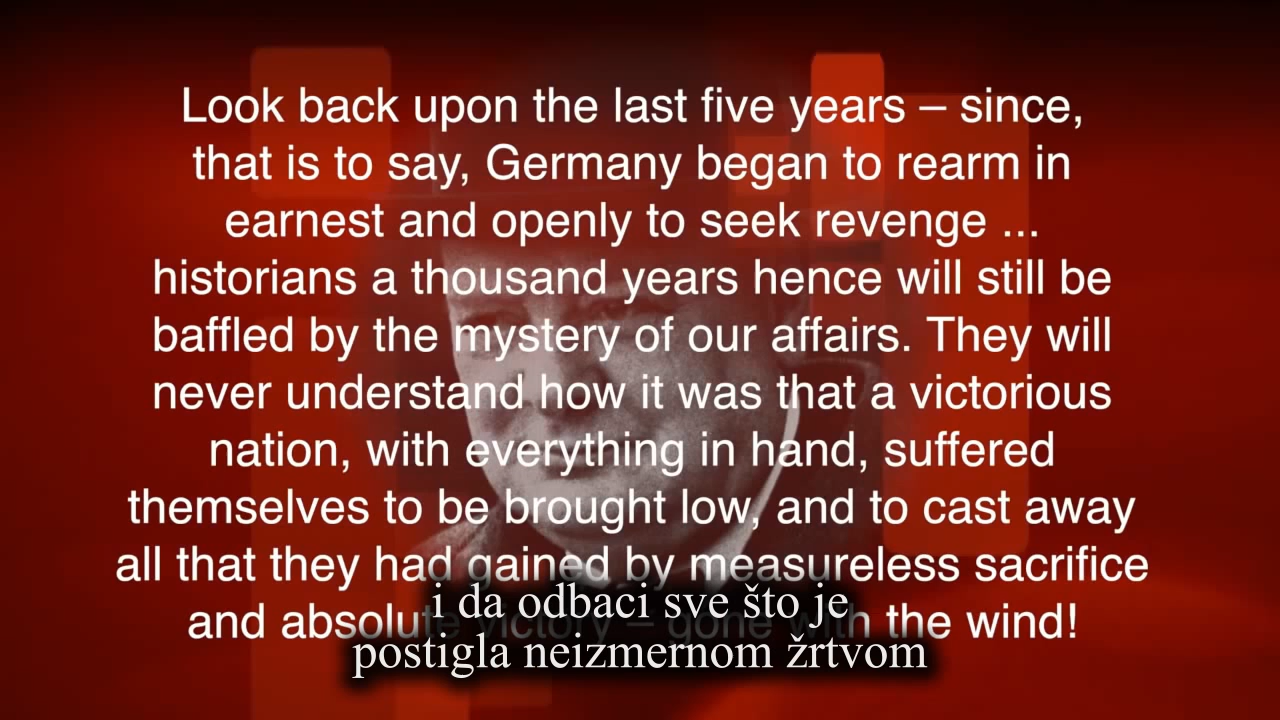 Look back upon the last five years – since,
that is to say, Germany began to rearm in
earnest and openly to seek revenge ...
historians a thousand years hence will still be
baffled by the mystery of our affairs. They will
never understand how it was that a victorious
nation, with everything in hand, suffered
themselves to be brought low, and to cast away
all that they had gained by measureless sacrifice
and absolute victory – gone with the wind!
i da odbaci sve što je
postigla neizmernom žrtvom